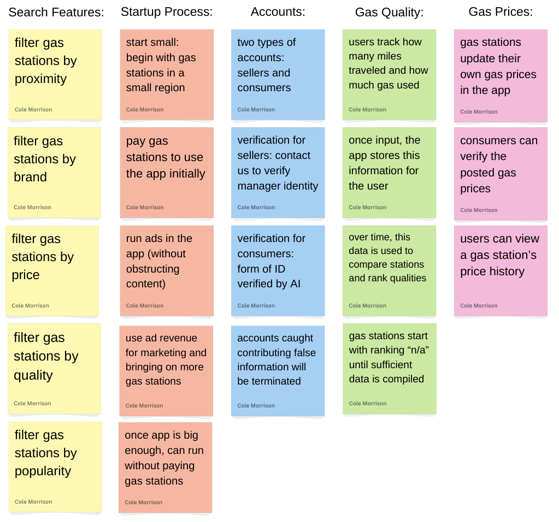 Search Features:
Startup Process:
Accounts:
Gas Quality:
Gas Prices:
filter gas
stations by
proximity
Cole Morrison
start small:
begin with gas
stations in a
small region
Cole Morrison
two types of
accounts:
sellers and
consumers
Cole Morrison
users track how
many miles
traveled and how
much gas used
Cole Morrison
gas stations
update their
own gas prices
in the app
Cole Morrison
filter gas
stations by
brand
Cole Morrison
pay gas
stations to use
the app initially
Cole Morrison
verification for
sellers: contact
us to verify
manager identity
Cole Morrison
once input, the
app stores this
information for
the user
Cole Morrison
consumers can
verify the
posted gas
prices
Cole Morrison
filter gas
stations by
price
Cole Morrison
run ads in the
app (without
obstructing
content)
Cole Morrison
verification for
consumers:
form of ID
verified by AI
Cole Morrison
over time, this
data is used to
compare stations
and rank qualities
Cole Morrison
users can view
a gas station's
price history
Cole Morrison
filter gas
stations by
quality
Cole Morrison
use ad revenue
for marketing and
bringing on more
gas stations
Cole Morrison
accounts caught
contributing false
information will
be terminated
Cole Morrison
gas stations start
with ranking “n/a”
until sufficient
data is compiled
Cole Morrison
filter gas
stations by
popularity
Cole Morrison
once app is big
enough, can run
without paying
gas stations
Cole Morrison